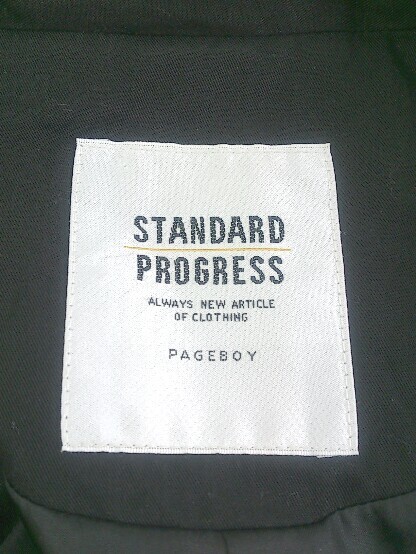 STANDARD
PROGRESS
ALWAYS NEW ARTICLE
OF CLOTHING
PAGEBOY